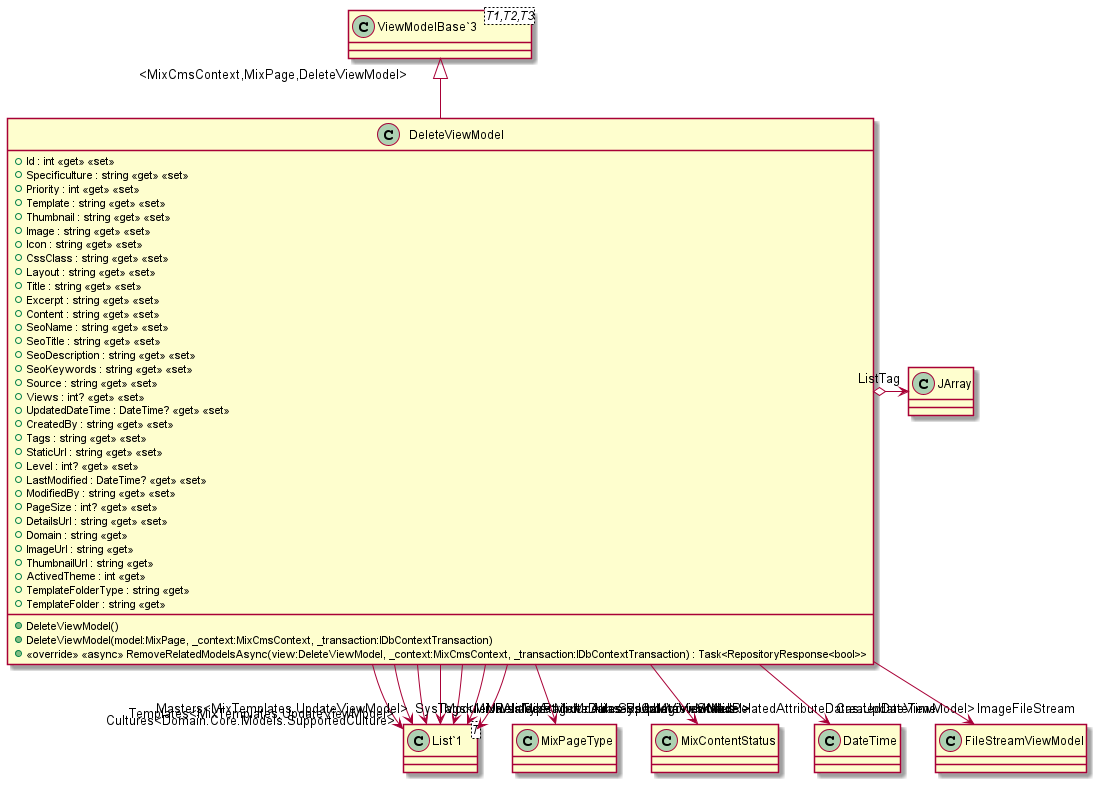 T1,T2,T3
C ViewModelBase`3
<MixCmsContext,MixPage,DeleteViewModel>
C DeleteViewModel
Id : int «get» «set»
Specificulture : string «get» «set»
Priority : int «get» «set»
Template : string «get» «set»
Thumbnail : string «get» «set»
Image : string «get» «set»
Icon : string «get» «set»
CssClass : string «get» «set»
Layout : string «get» «set»
Title : string «get» «set»
Excerpt : string «get» «set»
Content : string «get» «set»
SeoName : string «get» «set»
SeoTitle : string «get» «set»
SeoDescription : string «get» «set»
SeoKeywords : string «get» «set»
Source : string «get» «set»
Views : int? «get» «set»
UpdatedDateTime : DateTime? «get» «set»
CreatedBy : string «get» «set»
Tags : string «get» «set»
StaticUrl : string «get» «set»
Level : int? «get» «set»
LastModified : DateTime? «get» «set»
ModifiedBy : string «get» «set»
PageSize : int? «get» «set»
DetailsUrl : string «get» «set»
Domain : string «get»
ImageUrl : string «get»
ThumbnailUrl : string «get»
ActivedTheme : int «get»
TemplateFolderType : string «get»
TemplateFolder : string «get»
DeleteViewModel()
DeleteViewModel(model:MixPage, _context:MixCmsContext, _transaction:IDbContextTransaction)
«override» «async» RemoveRelatedModelsAsync(view:DeleteViewModel, _context:MixCmsContext, _transaction:IDbContextTransaction) : Task<RepositoryResponse<bool>>
ListTag
C JArray
Masters<MixTemplates.UpdateViewModel>
Templates<MixTemplates.UpdateViewModel>
Cultures<Domain.Core.Models.SupportedCulture>
ImageFileStream
T
C List`1
C MixPageType
C MixContentStatus
C DateTime
C FileStreamViewModel